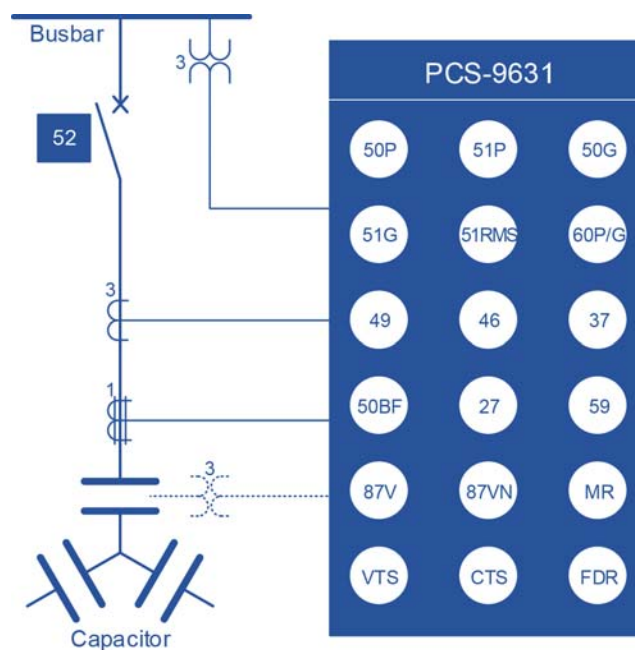 Busbar
3
PCS-9631
52
50P 51P 50G
51G 51RMS 60P/G
3
49 46 37
1
50BF 27 59
3
87V 87VN MR
VTS CTS FDR
Capacitor